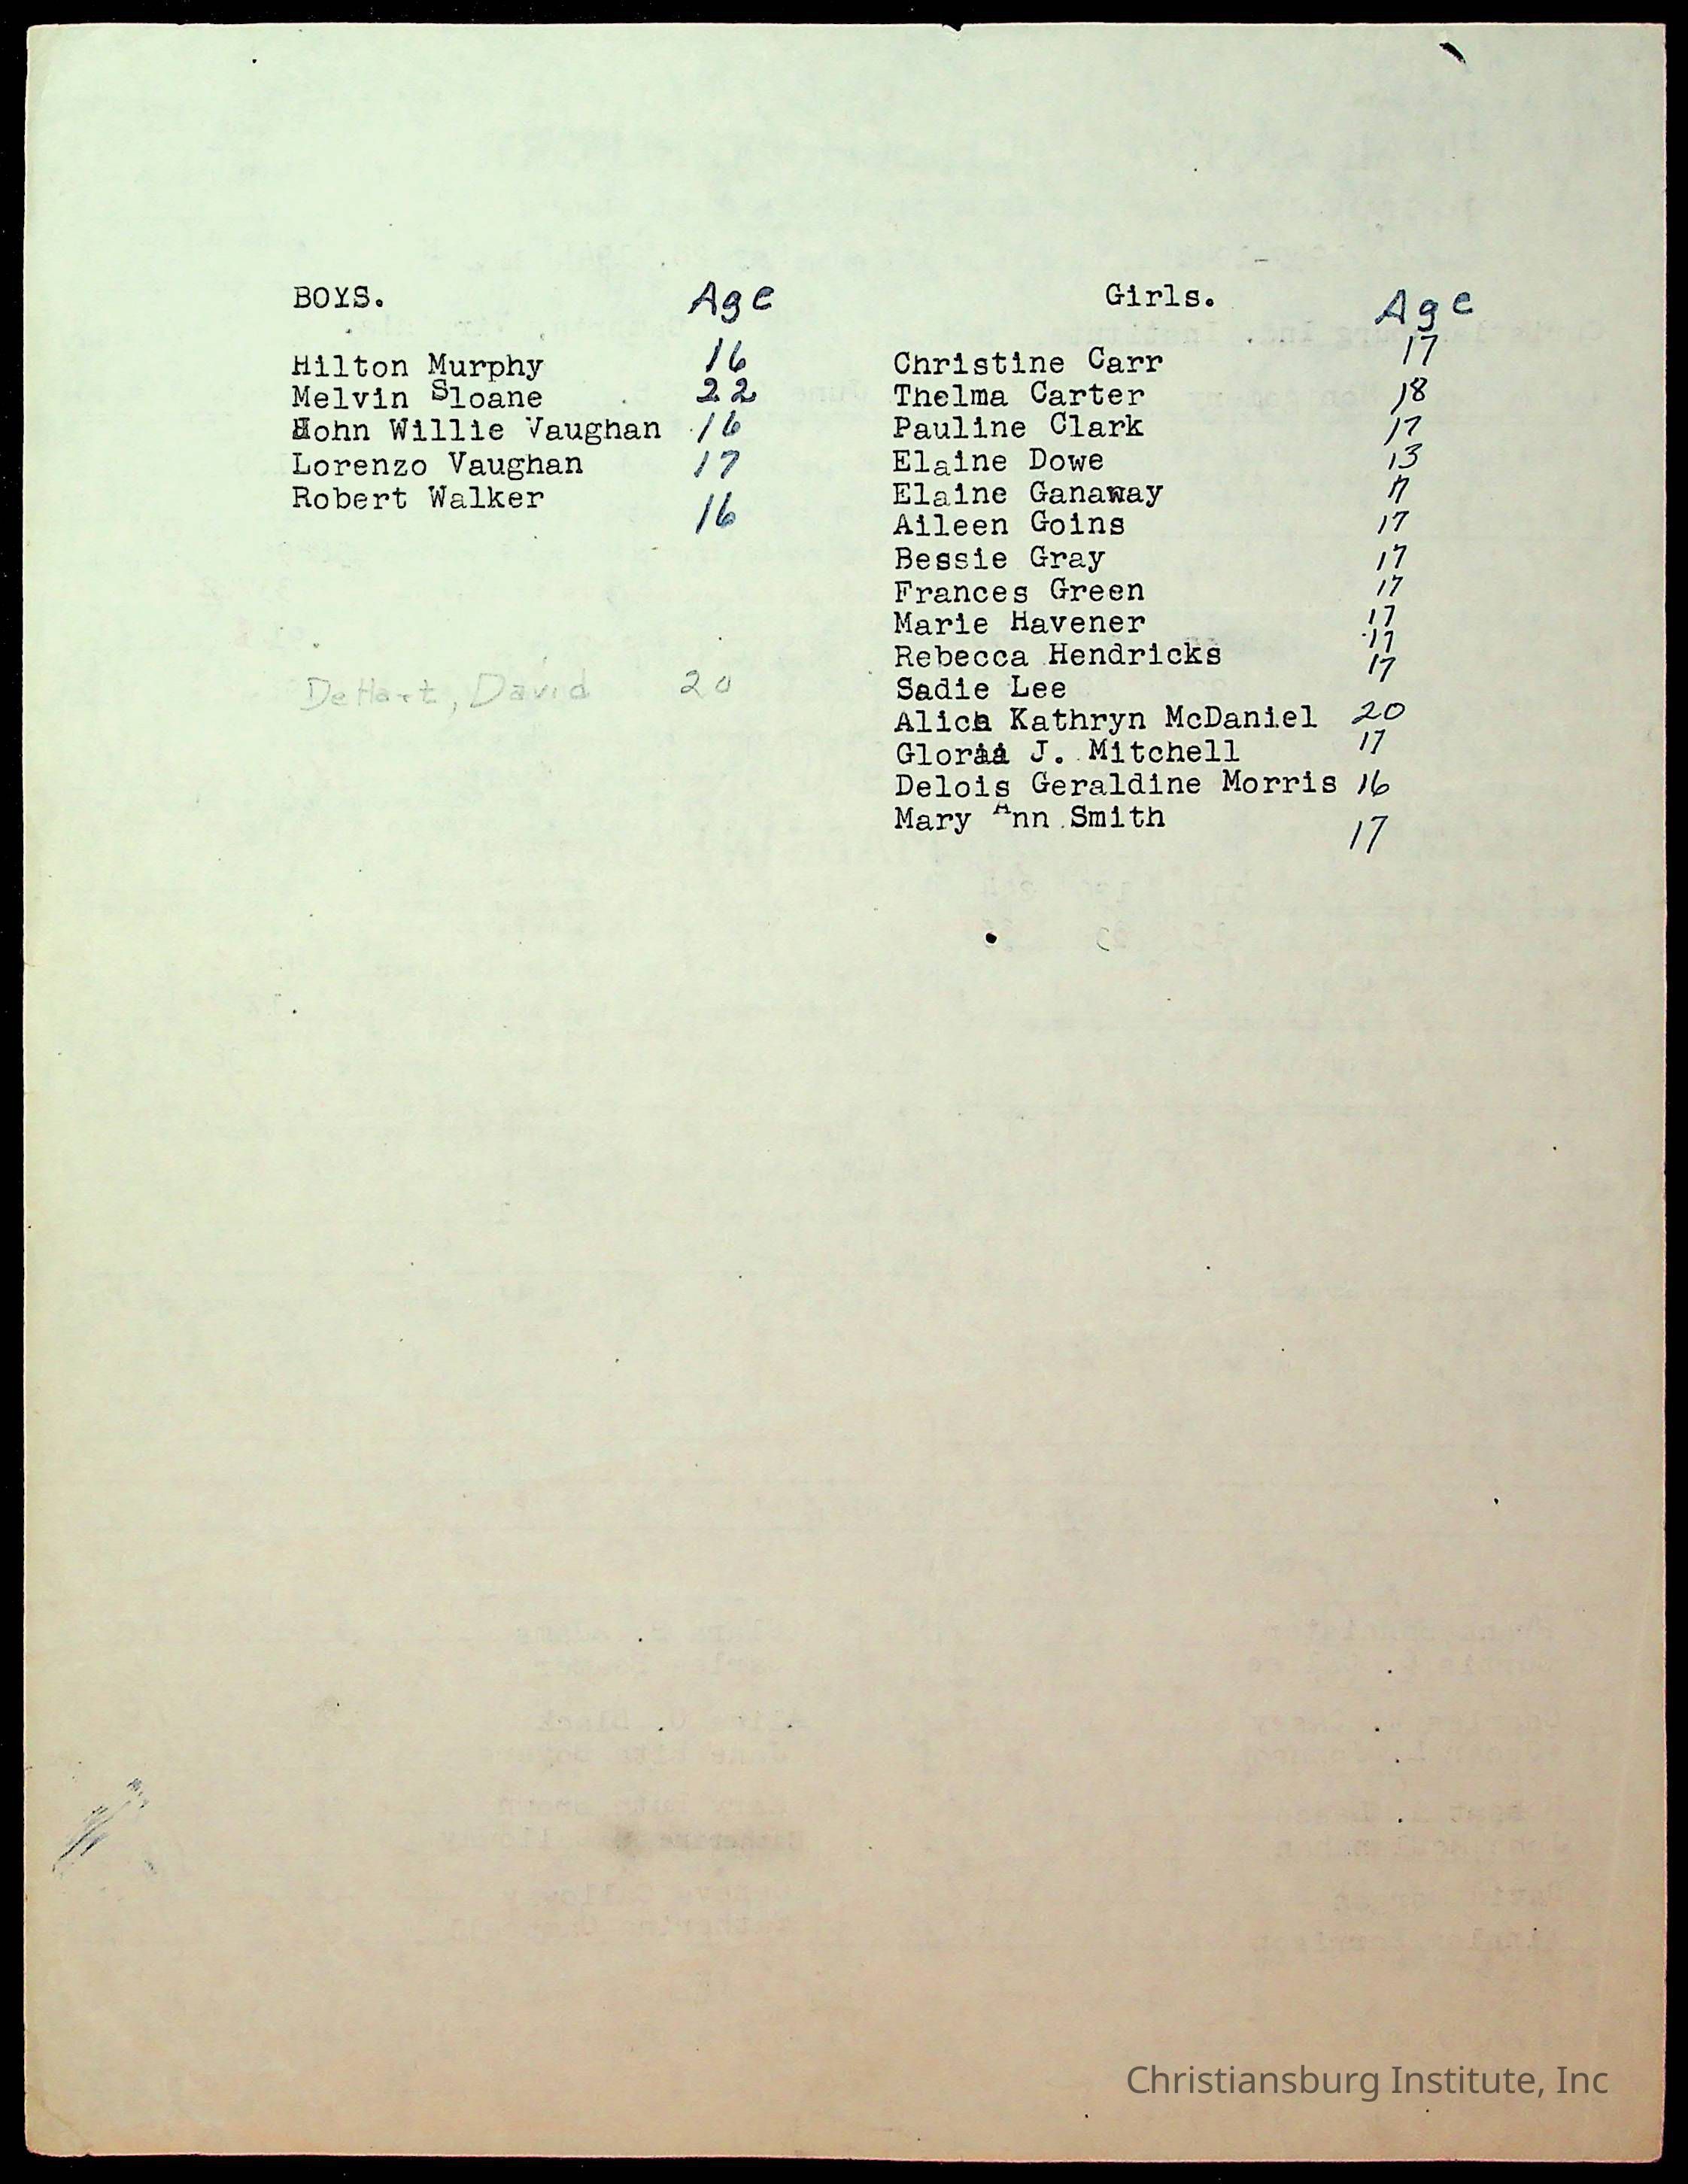 BOYS. Age
Hilton Murphy 16
Melvin Sloane 22
John Willie Vaughan 16
Lorenzo Vaughan 17
Robert Walker 16
DeHart, David 20
Girls. Age
Christine Carr 17
Thelma Carter 18
Pauline Clark 17
Elaine Dowe 13
Elaine Ganaway 17
Aileen Goins 17
Bessie Gray 17
Frances Green 17
Marie Havener 17
Rebecca Hendricks 17
Sadie Lee 17
Alice Kathryn McDaniel 20
Gloria J. Mitchell 17
Delois Geraldine Morris 16
Mary Ann Smith 17
Christiansburg Institute, Inc